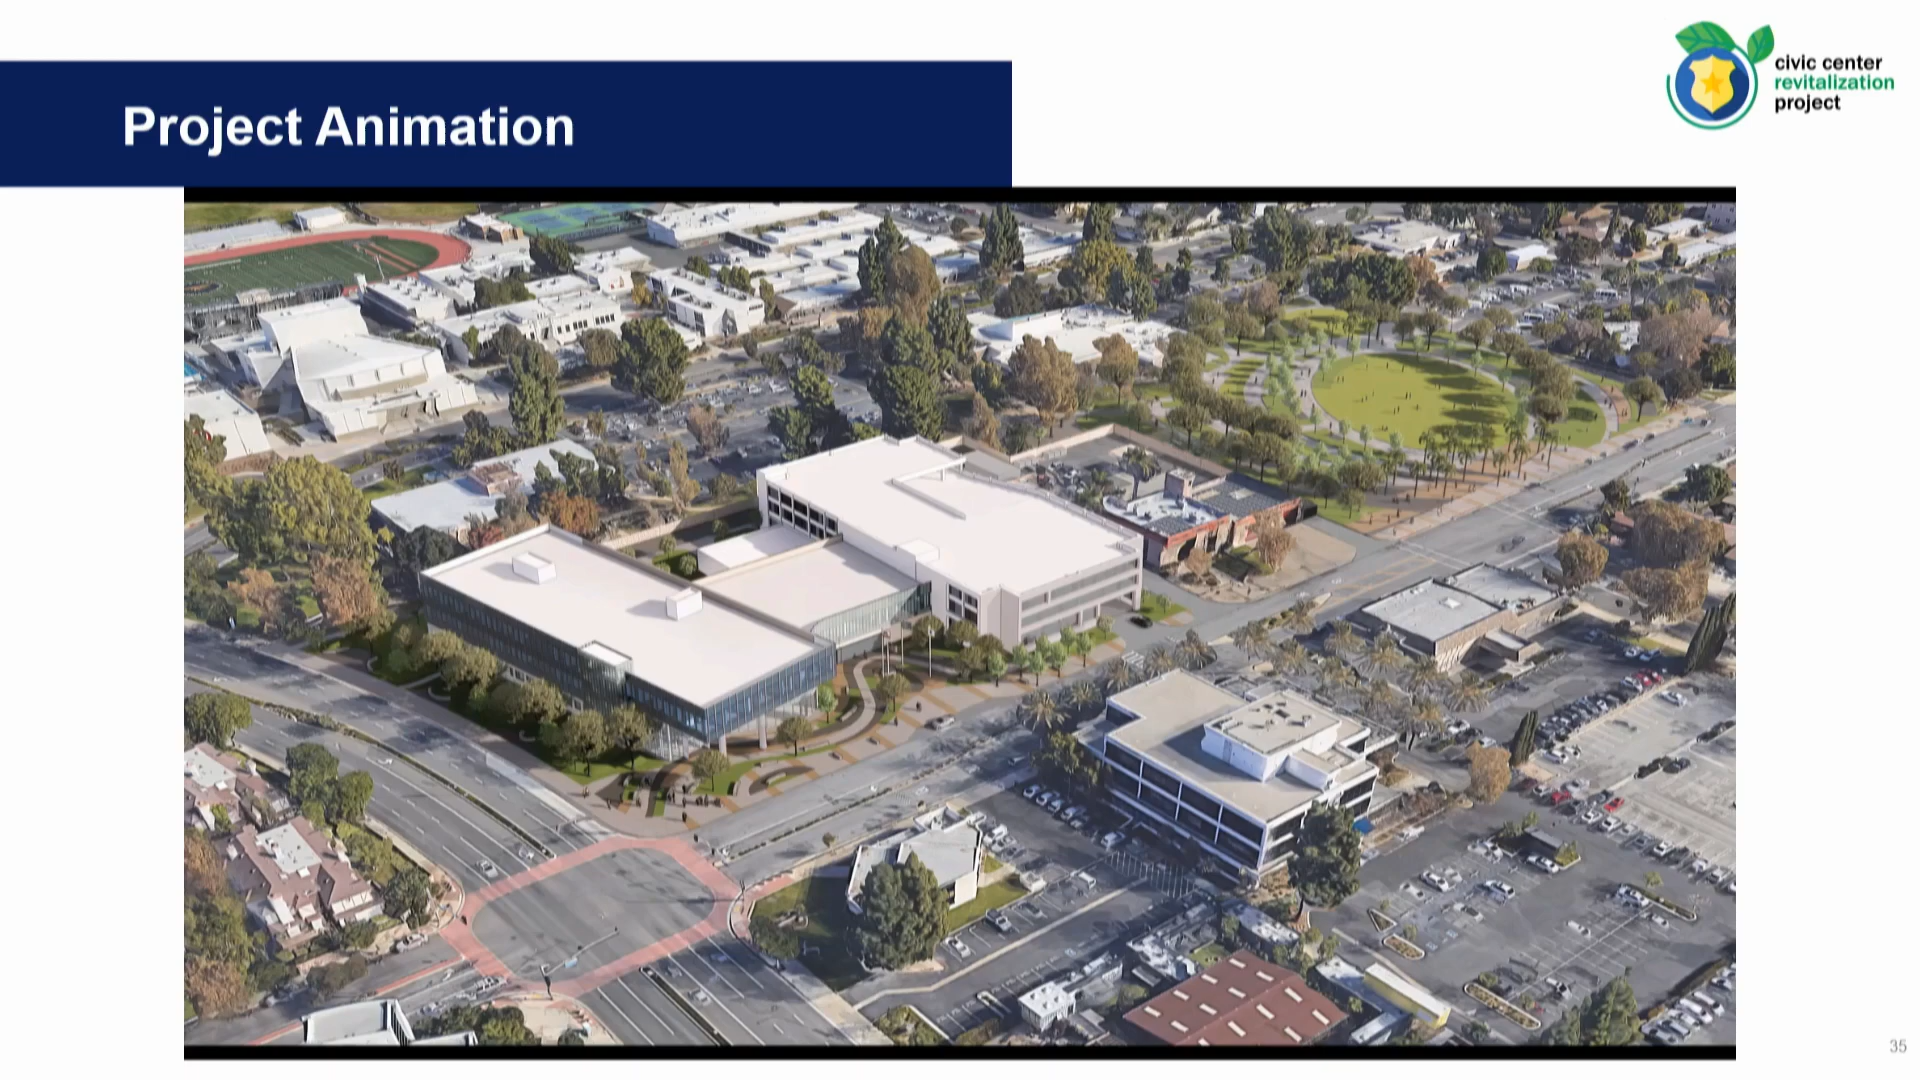 Project Animation
civic center
revitalization
project
35